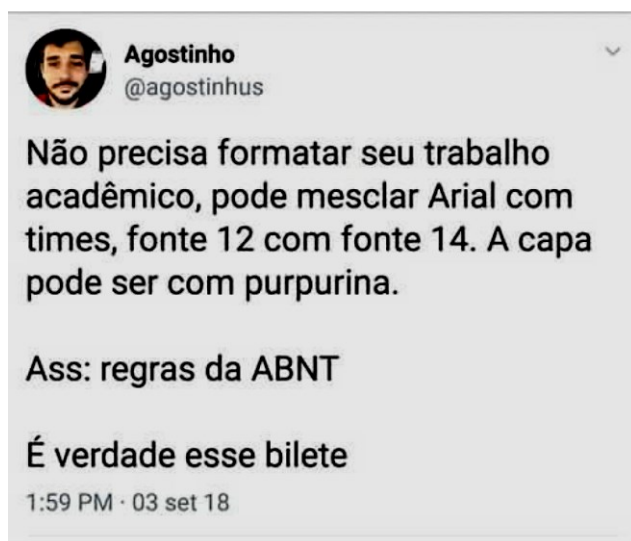 Agostinho
@agostinhus
Não precisa formatar seu trabalho
acadêmico, pode mesclar Arial com
times, fonte 12 com fonte 14. A capa
pode ser com purpurina.
Ass: regras da ABNT
É verdade esse bilete
1:59 PM · 03 set 18